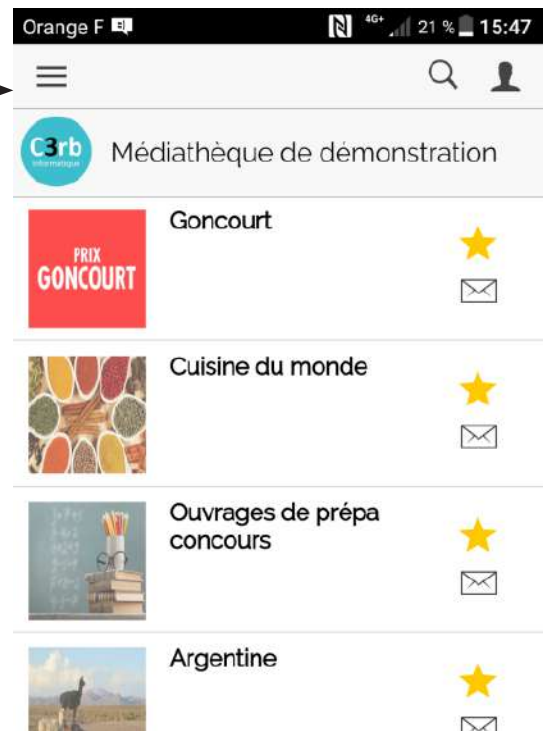 Orange F 4G+ 21 % 15:47
C3rb
Informatique
Médiathèque de démonstration
Goncourt
PRIX
GONCOURT
Cuisine du monde
Ouvrages de prépa
concours
Argentine